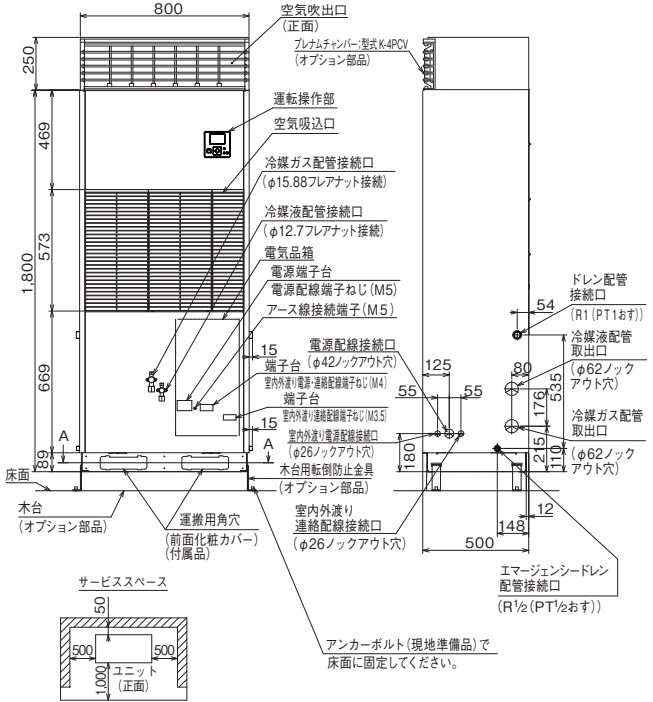 800
空気吹出口
(正面)
プレナムチャンバー:型式K-4PCV
(オプション部品)
250
運転操作部
469
空気吸込口
冷媒ガス配管接続口
(φ15.88フレアナット接続)
冷媒液配管接続口
(φ12.7フレアナット接続)
573
1,800
電気品箱
電源端子台
電源配線端子ねじ(M5)
アース線接続端子(M5)
ドレン配管
接続口
(R1(PT1おす))
54
15
電源配線接続口
(φ42ノックアウト穴)
125
冷媒液配管
取出口
(φ62ノック
アウト穴)
80
535
669
端子台
室内外渡り電源・連絡配線端子ねじ(M4)
端子台
室内外渡り連絡配線端子ねじ(M3.5)
55
55
176
冷媒ガス配管
取出口
(φ62ノック
アウト穴)
15
室内外渡り電源配線接続口
(φ26ノックアウト穴)
180
215
110
A
A
89
木台用転倒防止金具
(オプション部品)
床面
木台
(オプション部品)
運搬用角穴
(前面化粧カバー)
(付属品)
室内外渡り
連絡配線接続口
(φ26ノックアウト穴)
12
148
500
エマージェンシードレン
配管接続口
(R½(PT½おす))
サービススペース
50
500
500
ユニット
(正面)
1,000
アンカーボルト(現地準備品)で
床面に固定してください。